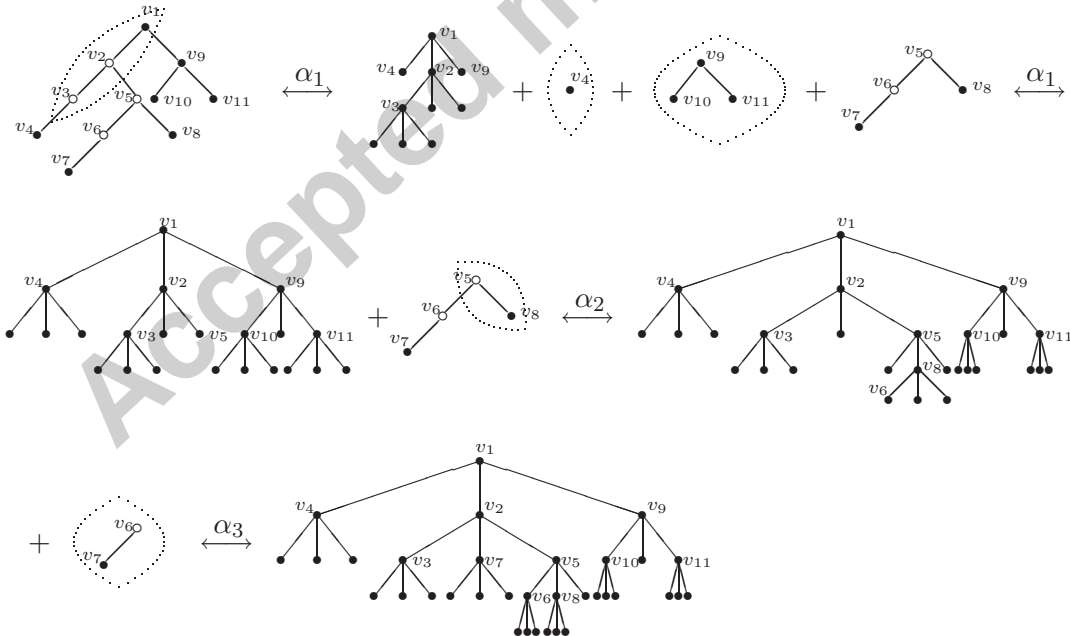 v1 v2 v9 v3 v5 v10 v11 v4 v6 v8 v7
α1
v1 v4 v2 v9 v3
+ v4 + v9 v10 v11 + v5 v6 v8 v7
α1
v1 v4 v2 v9 v3 v5 v10 v11
+ v5 v6 v8 v7
α2
v1 v4 v2 v9 v3 v5 v10 v11 v8 v6
+ v6 v7
α3
v1 v4 v2 v9 v3 v7 v5 v10 v11 v6 v8
Accepted m